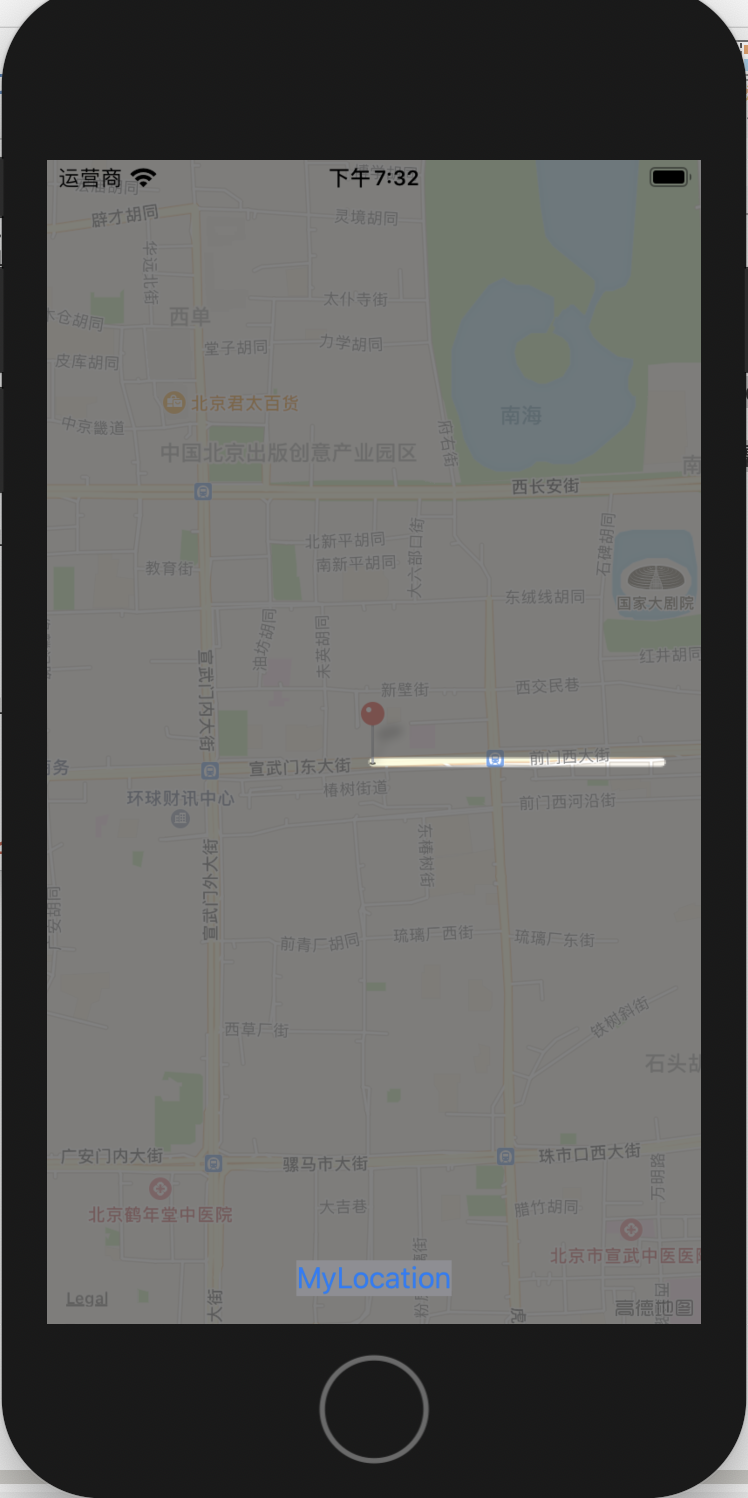 运营商
下午7:32
辟才胡同
灵境胡同
华远北街
太仆寺街
西单
堂子胡同
力学胡同
皮库胡同
北京君太百货
南海
中京畿道
府右街
中国北京出版创意产业园区
南
西长安街
北新平胡同
南新平胡同
大六部口街
石碑胡同
教育街
东绒线胡同
国家大剧院
油坊胡同
未英胡同
红井胡同
宣武门内大街
新壁街
西交民巷
前门西大街
务
宣武门东大街
椿树街道
环球财讯中心
前门西河沿街
东椿树街
宣武门外大街
广安胡同
前青厂胡同
琉璃厂西街
琉璃厂东街
西草厂街
铁树斜街
石头胡
广安门内大街
骡马市大街
珠市口西大街
万明路
北京鹤年堂中医院
大吉巷
腊竹胡同
北京市宣武中医医院
MyLocation
Legal
大街
高德地图